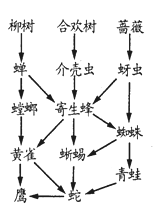 柳树 合欢树 蔷薇
蝉 介壳虫 蚜虫
螳螂 寄生蜂
蜘蛛
黄雀 蜥蜴
青蛙
鹰 蛇